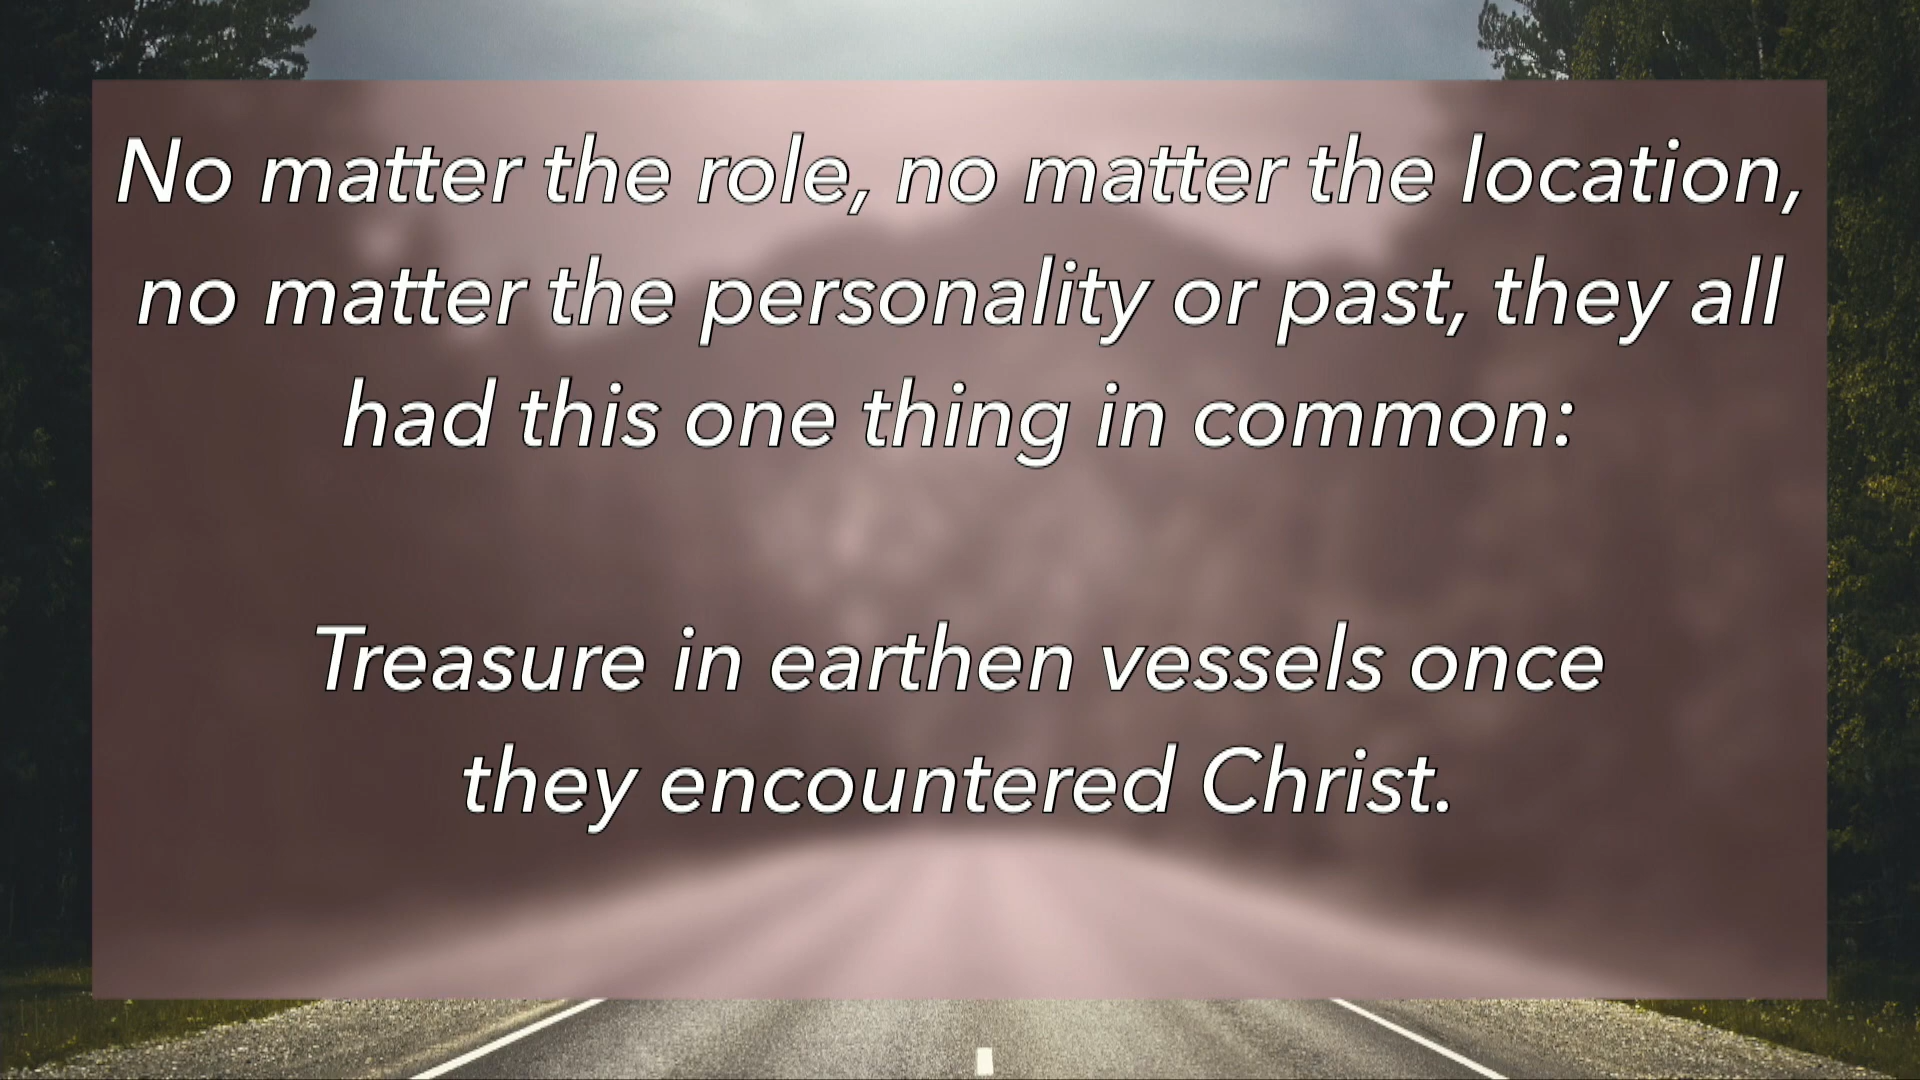 No matter the role, no matter the location,
no matter the personality or past, they all
had this one thing in common:
Treasure in earthen vessels once
they encountered Christ.